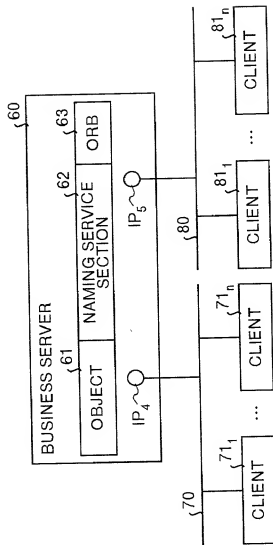 60
BUSINESS SERVER
61
62
63
OBJECT
NAMING SERVICE
SECTION
ORB
IP4
IP5
70
80
711
71n
811
81n
CLIENT
...
CLIENT
...
CLIENT
...
CLIENT